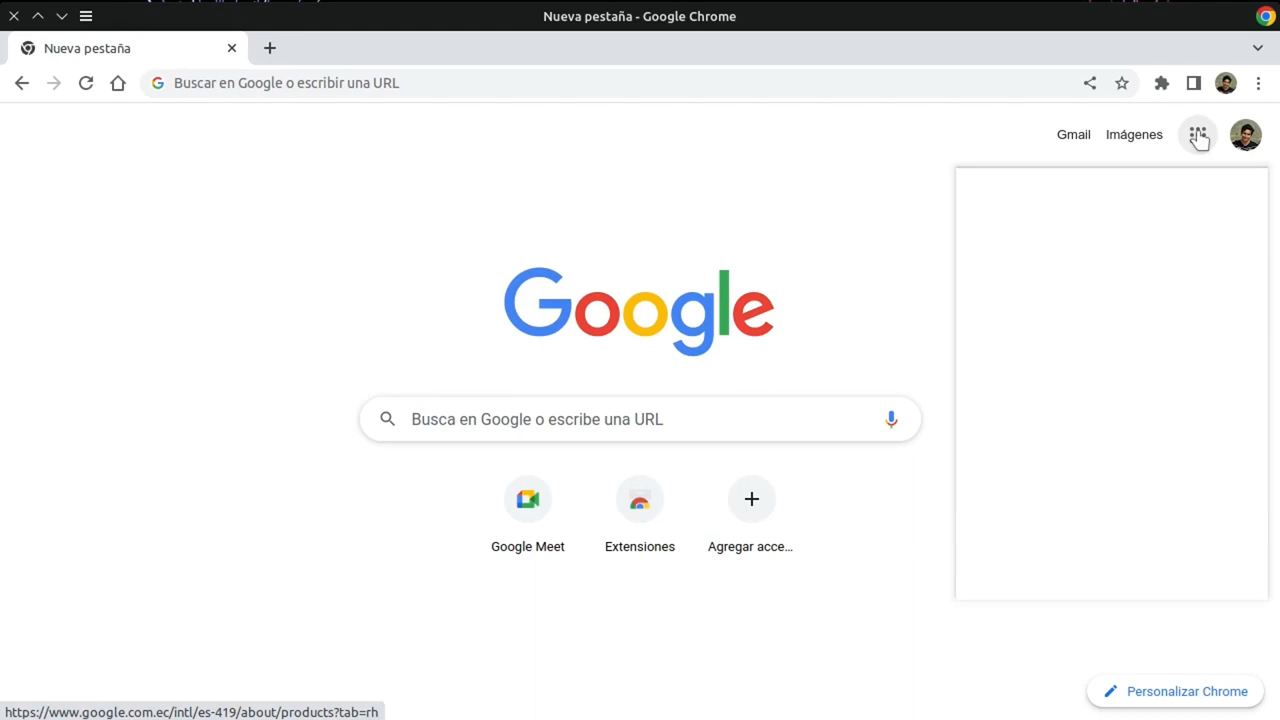 Nueva pestaña - Google Chrome
Nueva pestaña
Buscar en Google o escribir una URL
Gmail
Imágenes
Google
Busca en Google o escribe una URL
Google Meet
Extensiones
Agregar acce...
Personalizar Chrome
https://www.google.com.ec/intl/es-419/about/products?tab=rh